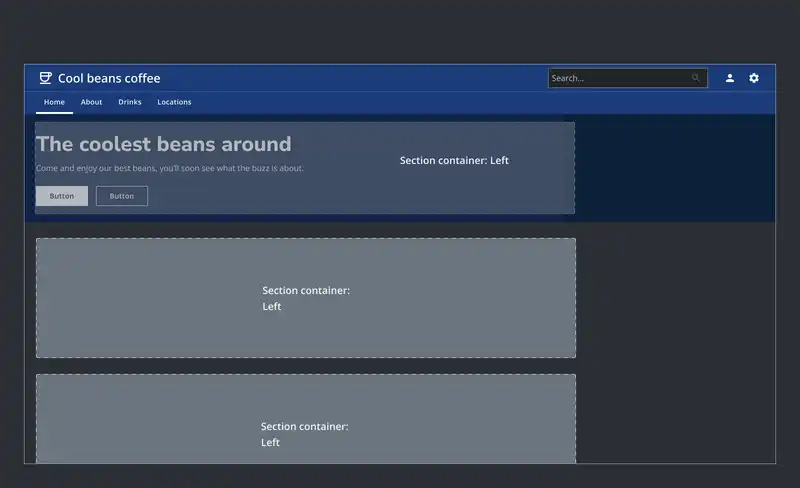 Cool beans coffee
Search...
Home About Drinks Locations
The coolest beans around
Come and enjoy our best beans, you'll soon see what the buzz is about.
Section container: Left
Button Button
Section container:
Left
Section container:
Left